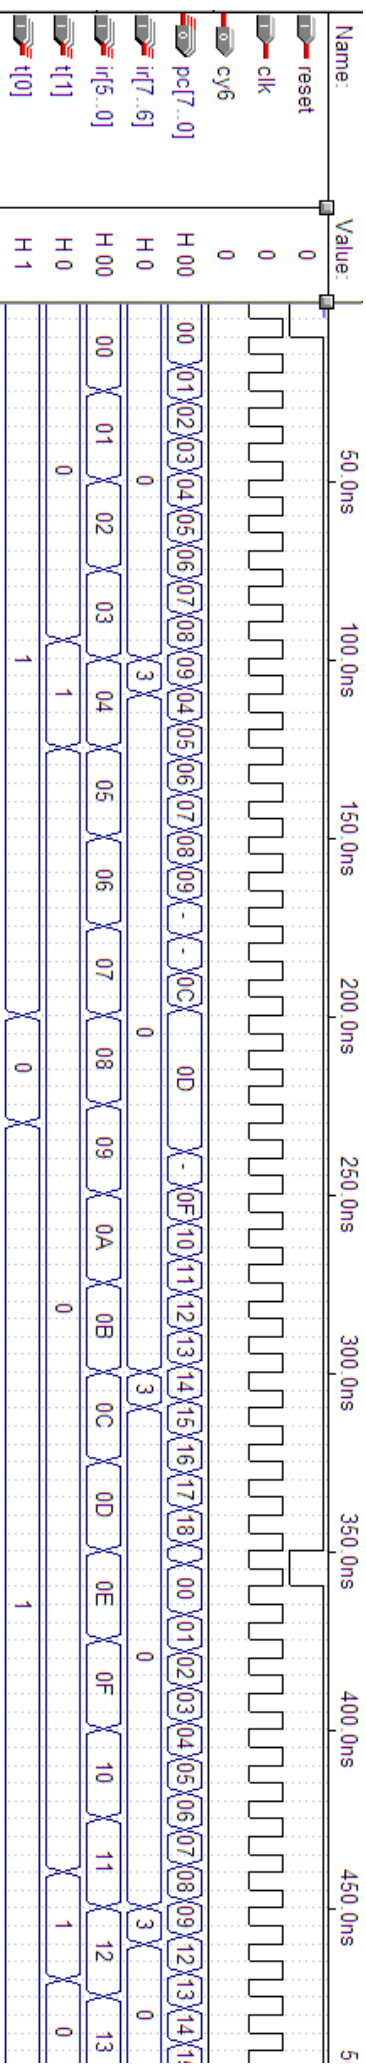 Name: Value: 50.0ns 100.0ns 150.0ns 200.0ns 250.0ns 300.0ns 350.0ns 400.0ns 450.0ns 5
reset 0
clk 0
cy6 0
pc[7..0] H 00 00 01 02 03 04 05 06 07 08 09 04 05 06 07 08 09 - - 0C 0D - 0F 10 11 12 13 14 15 16 17 18 00 01 02 03 04 05 06 07 08 09 12 13 14 15
ir[7..6] H 0 0 3 0 3 0 3 0
ir[5..0] H 00 00 01 02 03 04 05 06 07 08 09 0A 0B 0C 0D 0E 0F 10 11 12 13
t[1] H 0 0 1 0 1 0
t[0] H 1 1 0 1